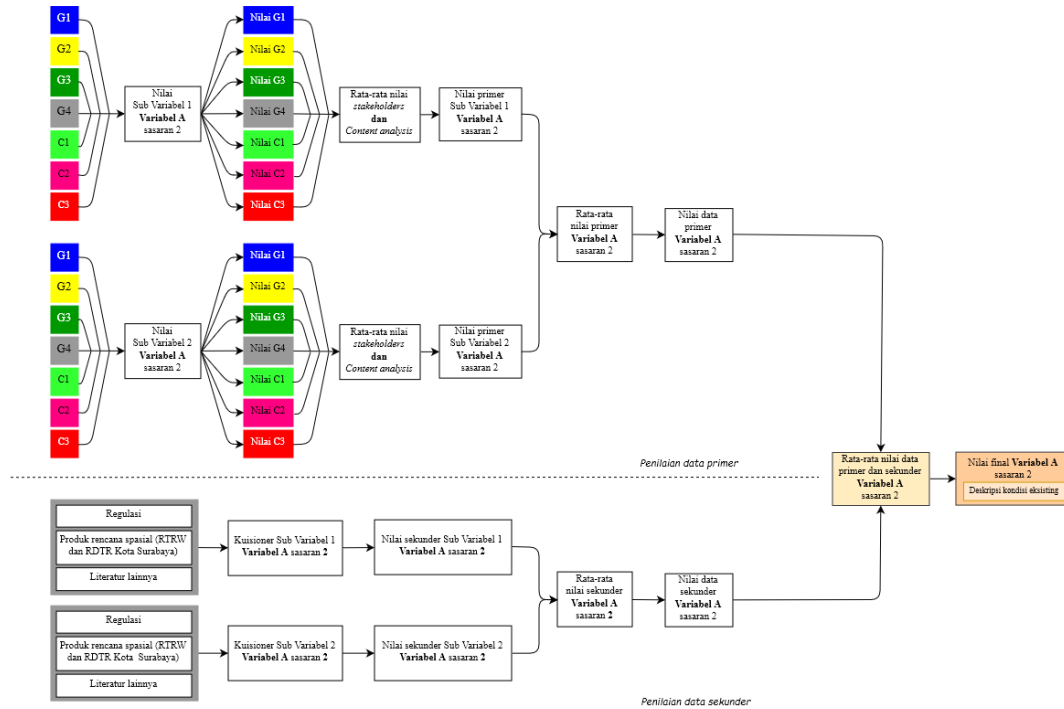 G1
G2
G3
G4
C1
C2
C3
Nilai
Sub Variabel 1
Variabel A
sasaran 2
Nilai G1
Nilai G2
Nilai G3
Nilai G4
Nilai C1
Nilai C2
Nilai C3
Rata-rata nilai
stakeholders
dan
Content analysis
Nilai primer
Sub Variabel 1
Variabel A
sasaran 2
G1
G2
G3
G4
C1
C2
C3
Nilai
Sub Variabel 2
Variabel A
sasaran 2
Nilai G1
Nilai G2
Nilai G3
Nilai G4
Nilai C1
Nilai C2
Nilai C3
Rata-rata nilai
stakeholders
dan
Content analysis
Nilai primer
Sub Variabel 2
Variabel A
sasaran 2
Rata-rata
nilai primer
Variabel A
sasaran 2
Nilai data
primer
Variabel A
sasaran 2
Penilaian data primer
Rata-rata nilai data
primer dan sekunder
Variabel A
sasaran 2
Nilai final Variabel A
sasaran 2
Deskripsi kondisi eksisting
Regulasi
Produk rencana spasial (RTRW
dan RDTR Kota Surabaya)
Literatur lainnya
Kuisioner Sub Variabel 1
Variabel A sasaran 2
Nilai sekunder Sub Variabel 1
Variabel A sasaran 2
Regulasi
Produk rencana spasial (RTRW
dan RDTR Kota Surabaya)
Literatur lainnya
Kuisioner Sub Variabel 2
Variabel A sasaran 2
Nilai sekunder Sub Variabel 2
Variabel A sasaran 2
Rata-rata
nilai sekunder
Variabel A
sasaran 2
Nilai data
sekunder
Variabel A
sasaran 2
Penilaian data sekunder